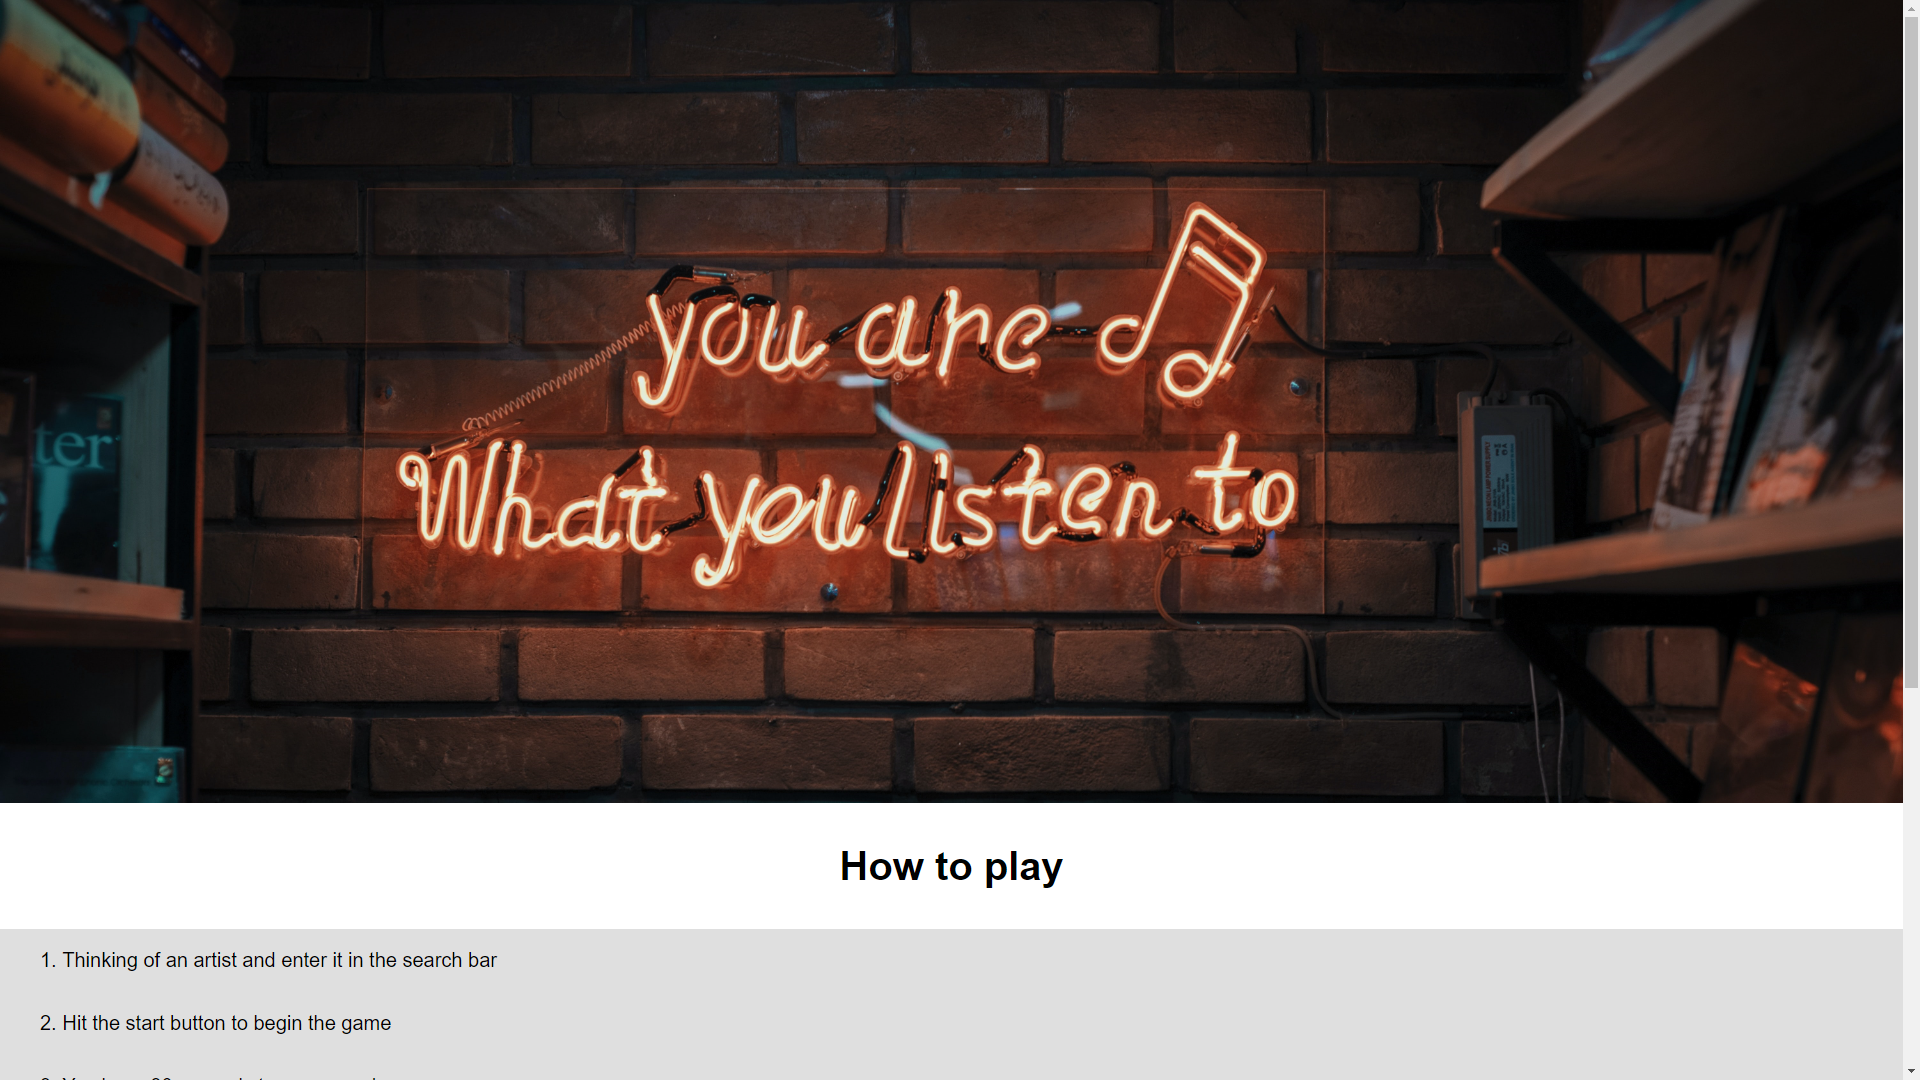 you are
What you listen to
ter
How to play
1. Thinking of an artist and enter it in the search bar
2. Hit the start button to begin the game